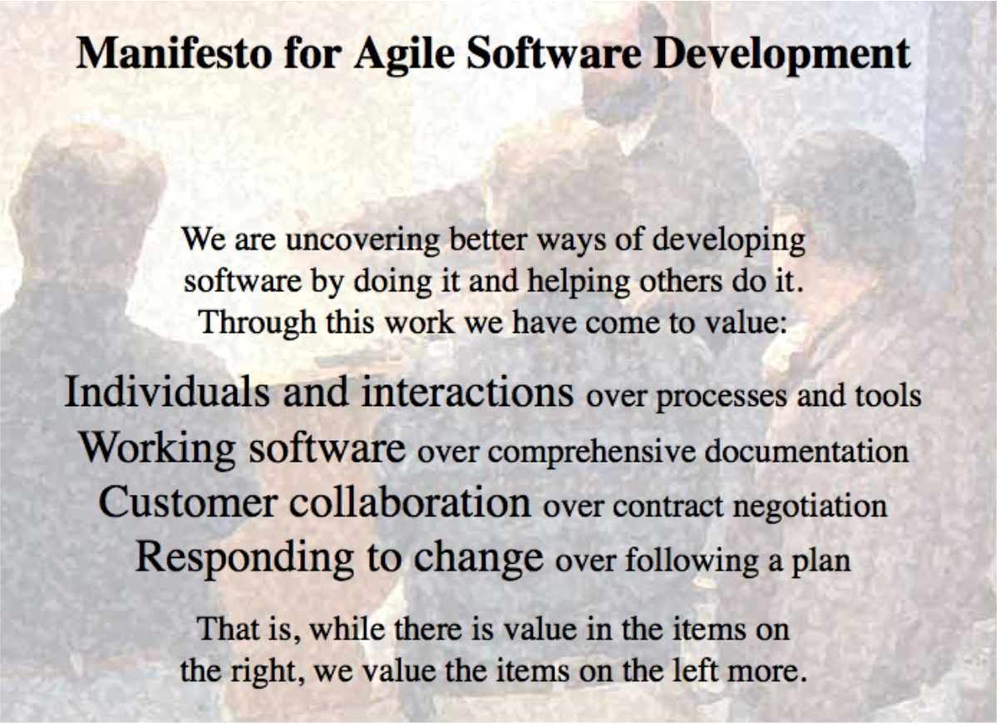 Manifesto for Agile Software Development
We are uncovering better ways of developing
software by doing it and helping others do it.
Through this work we have come to value:
Individuals and interactions over processes and tools
Working software over comprehensive documentation
Customer collaboration over contract negotiation
Responding to change over following a plan
That is, while there is value in the items on
the right, we value the items on the left more.